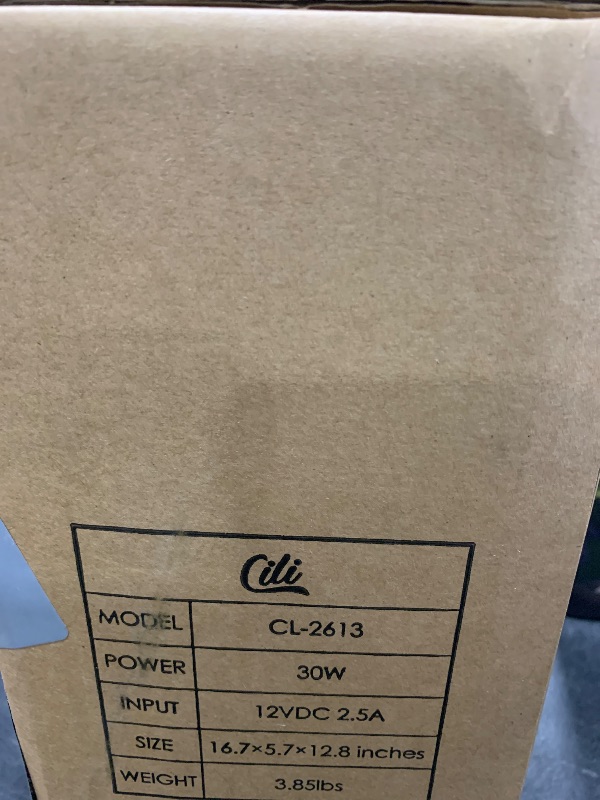 Cili
MODEL CL-2613
POWER 30W
INPUT 12VDC 2.5A
SIZE 16.7×5.7×12.8 inches
WEIGHT 3.85lbs